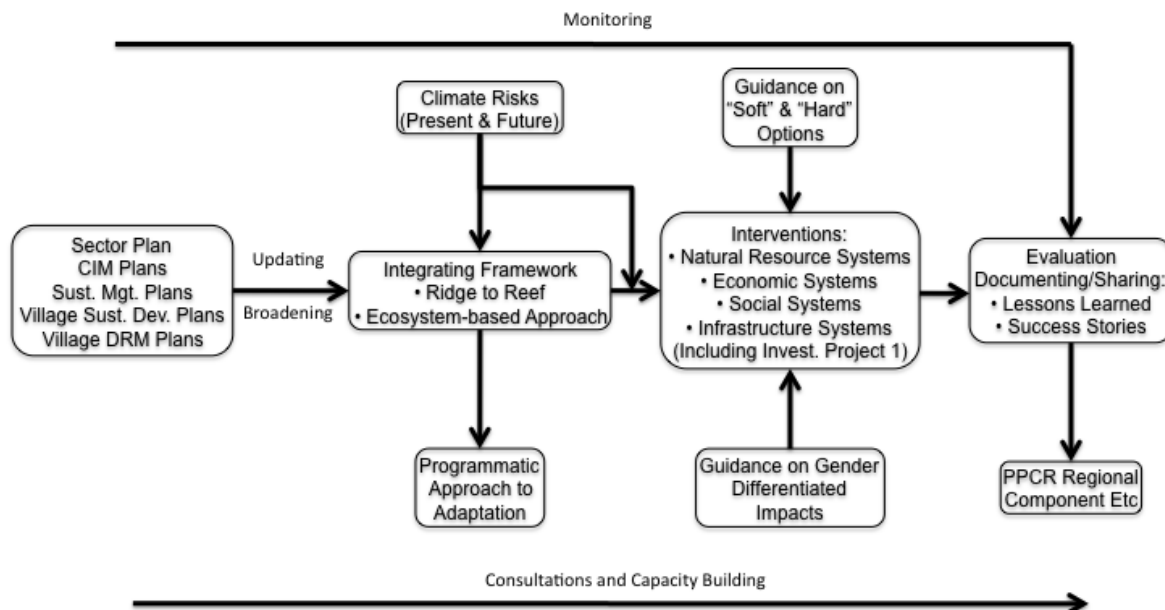 Monitoring
Climate Risks
(Present & Future)
Guidance on
“Soft” & “Hard”
Options
Sector Plan
CIM Plans
Sust. Mgt. Plans
Village Sust. Dev. Plans
Village DRM Plans
Updating
Broadening
Integrating Framework
• Ridge to Reef
• Ecosystem-based Approach
Interventions:
• Natural Resource Systems
• Economic Systems
• Social Systems
• Infrastructure Systems
(Including Invest. Project 1)
Evaluation
Documenting/Sharing:
• Lessons Learned
• Success Stories
Programmatic
Approach to
Adaptation
Guidance on Gender
Differentiated
Impacts
PPCR Regional
Component Etc
Consultations and Capacity Building